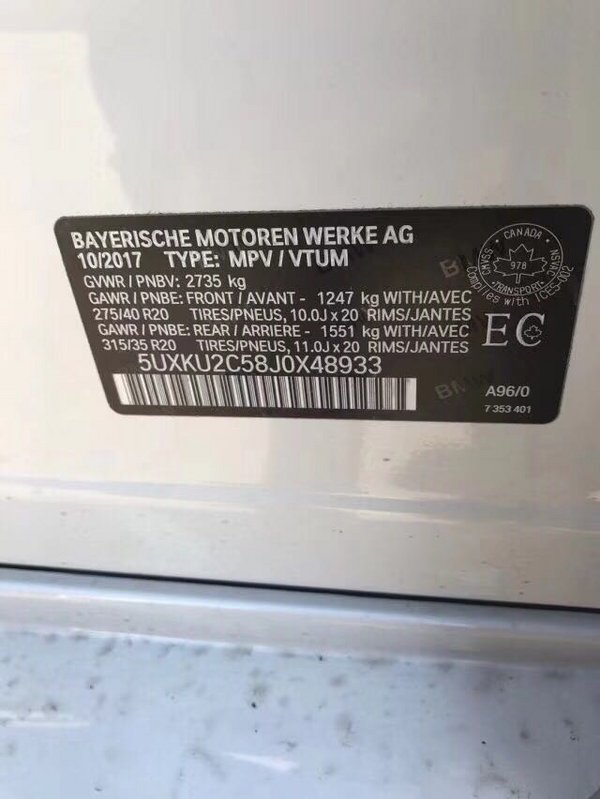 BAYERISCHE MOTOREN WERKE AG
10/2017 TYPE: MPV / VTUM
GVWR / PNBV: 2735 kg
GAWR / PNBE: FRONT / AVANT - 1247 kg WITH/AVEC
275/40 R20 TIRES/PNEUS, 10.0J x 20 RIMS/JANTES
GAWR / PNBE: REAR / ARRIERE - 1551 kg WITH/AVEC
315/35 R20 TIRES/PNEUS, 11.0J x 20 RIMS/JANTES
5UXKU2C58J0X48933
CANADA
CMVSS
NSVAC
978
TRANSPORT
Complies with ICES-002
EC
A96/0
7 353 401
BMW